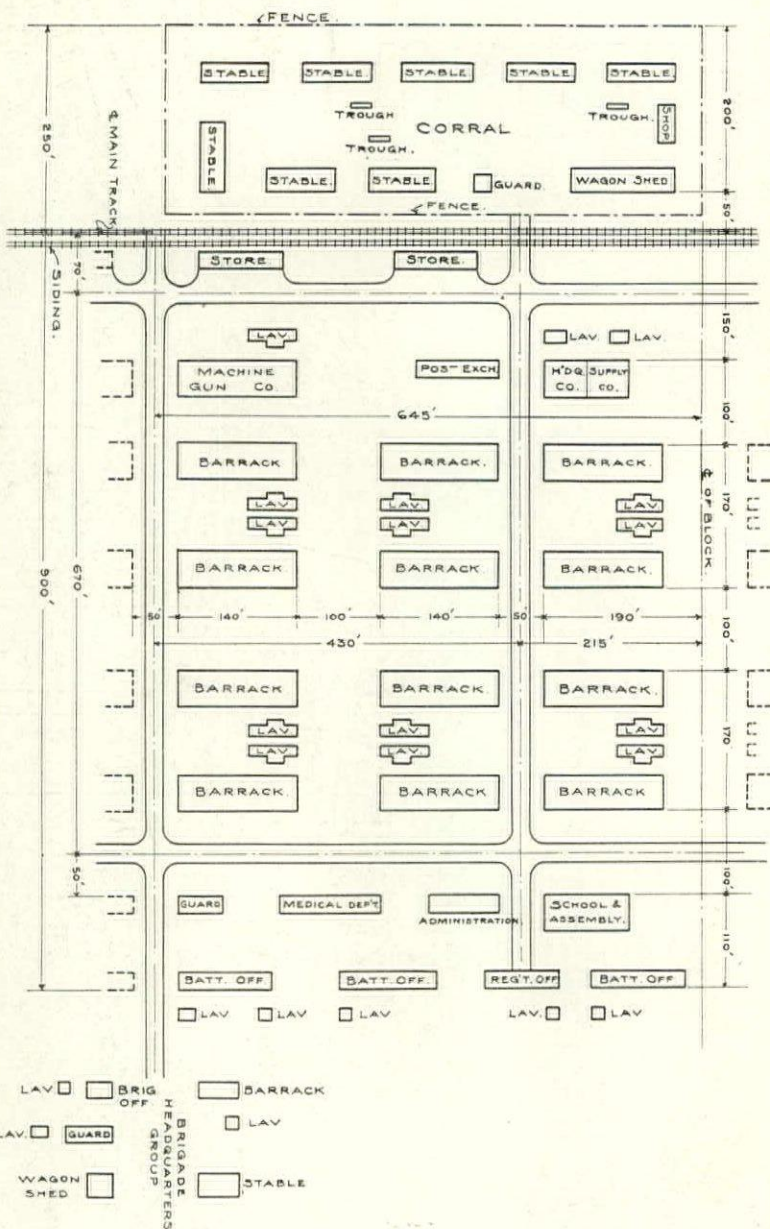 FENCE.
STABLE. STABLE. STABLE. STABLE. STABLE.
TROUGH
TROUGH.
CORRAL
TROUGH.
SHOP
STABLE
STABLE. STABLE. GUARD. WAGON SHED
FENCE.
250'
200'
50'
℄ MAIN TRACK
SIDING.
70'
STORE. STORE.
150'
LAV. LAV. LAV.
MACHINE
GUN CO.
POST EXCH.
H'DQ.
CO.
SUPPLY
CO.
100'
645'
BARRACK BARRACK. BARRACK.
LAV. LAV. LAV.
LAV. LAV. LAV.
170'
℄ OF BLOCK.
BARRACK BARRACK BARRACK.
900'
670'
50' 140' 100' 140' 50' 190'
100'
430' 215'
BARRACK BARRACK. BARRACK.
LAV. LAV. LAV.
LAV. LAV. LAV.
170
BARRACK. BARRACK BARRACK
50'
100'
GUARD MEDICAL DEP'T. ADMINISTRATION.
SCHOOL &
ASSEMBLY.
110'
BATT. OFF. BATT. OFF. REG'T. OFF BATT. OFF
LAV LAV LAV LAV. LAV
LAV.
BRIG
OFF.
BARRACK
LAV
LAV. GUARD
BRIGADE
HEADQUARTERS
GROUP
WAGON
SHED
STABLE